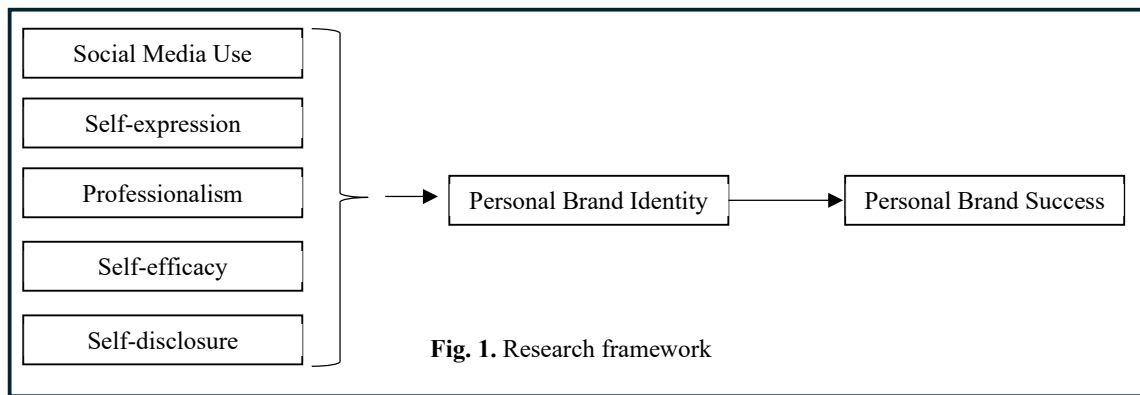 Social Media Use
Self-expression
Professionalism
Self-efficacy
Self-disclosure
Personal Brand Identity
Personal Brand Success
Fig. 1. Research framework